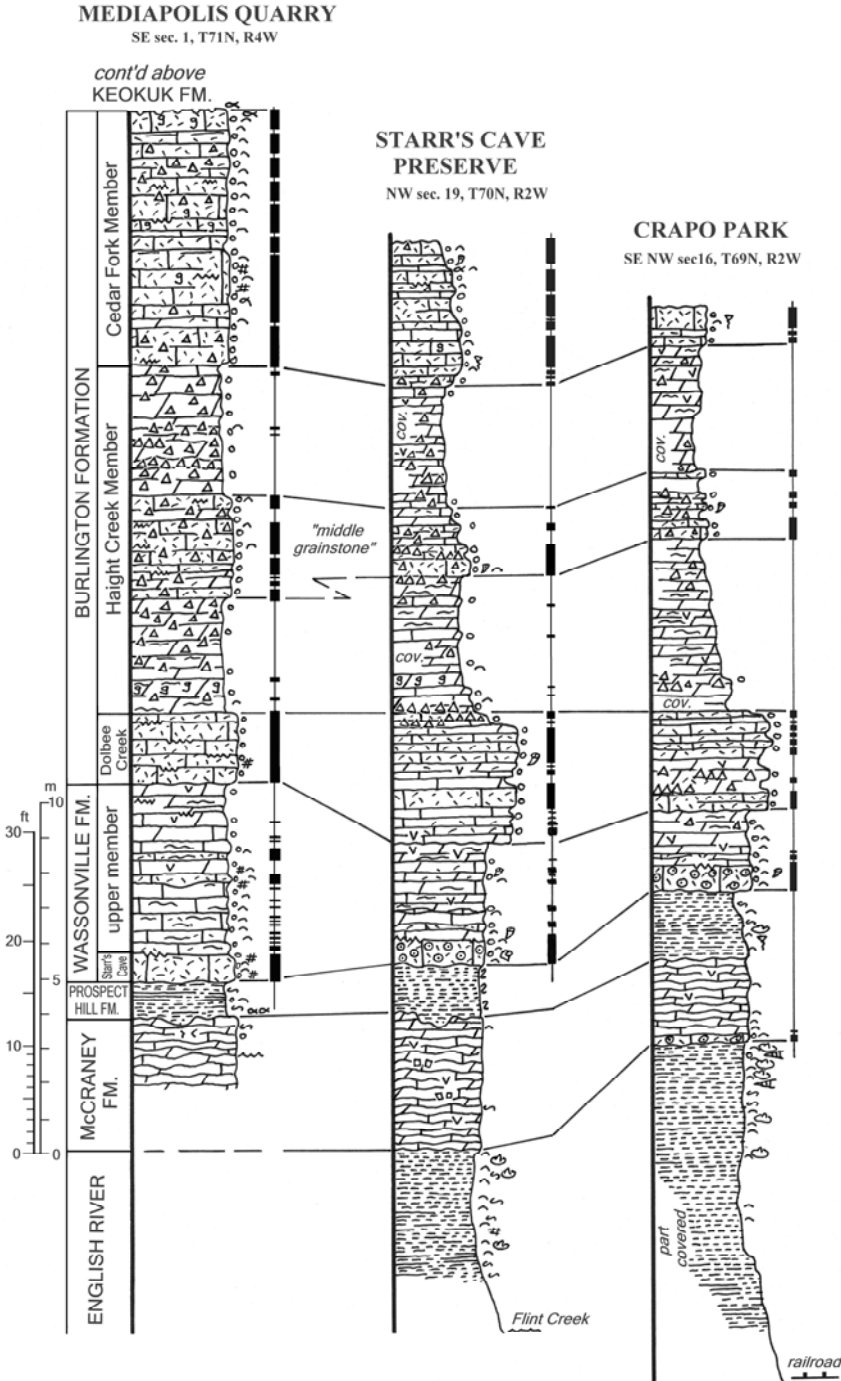 MEDIAPOLIS QUARRY
SE sec. 1, T71N, R4W
cont'd above
KEOKUK FM.
STARR'S CAVE
PRESERVE
NW sec. 19, T70N, R2W
CRAPO PARK
SE NW sec16, T69N, R2W
BURLINGTON FORMATION
Cedar Fork Member
Haight Creek Member
Dolbee
Creek
"middle
grainstone"
cov.
cov.
cov.
cov.
WASSONVILLE FM.
upper member
Starr's
Cave
PROSPECT
HILL FM.
McCRANEY
FM.
ENGLISH RIVER
m
10
ft
30
20
5
10
0
0
part
covered
Flint Creek
railroad